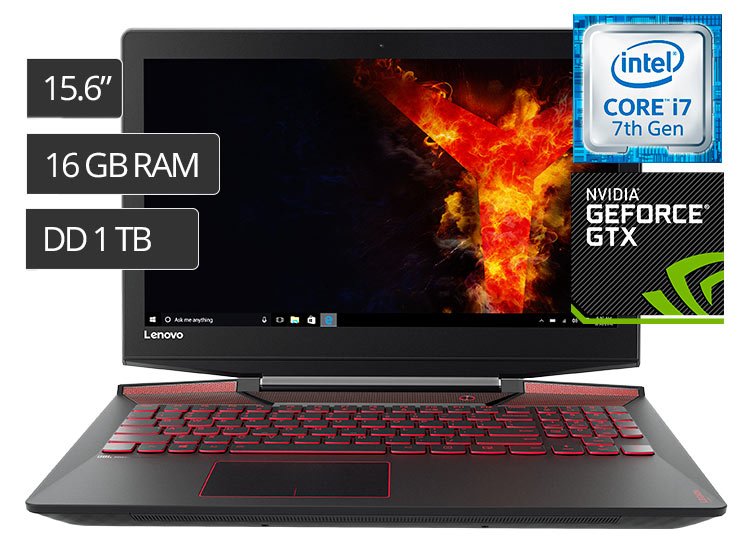 15.6”
16 GB RAM
DD 1 TB
intel
CORE™ i7
7th Gen
NVIDIA
GEFORCE®
GTX
Ask me anything
Lenovo